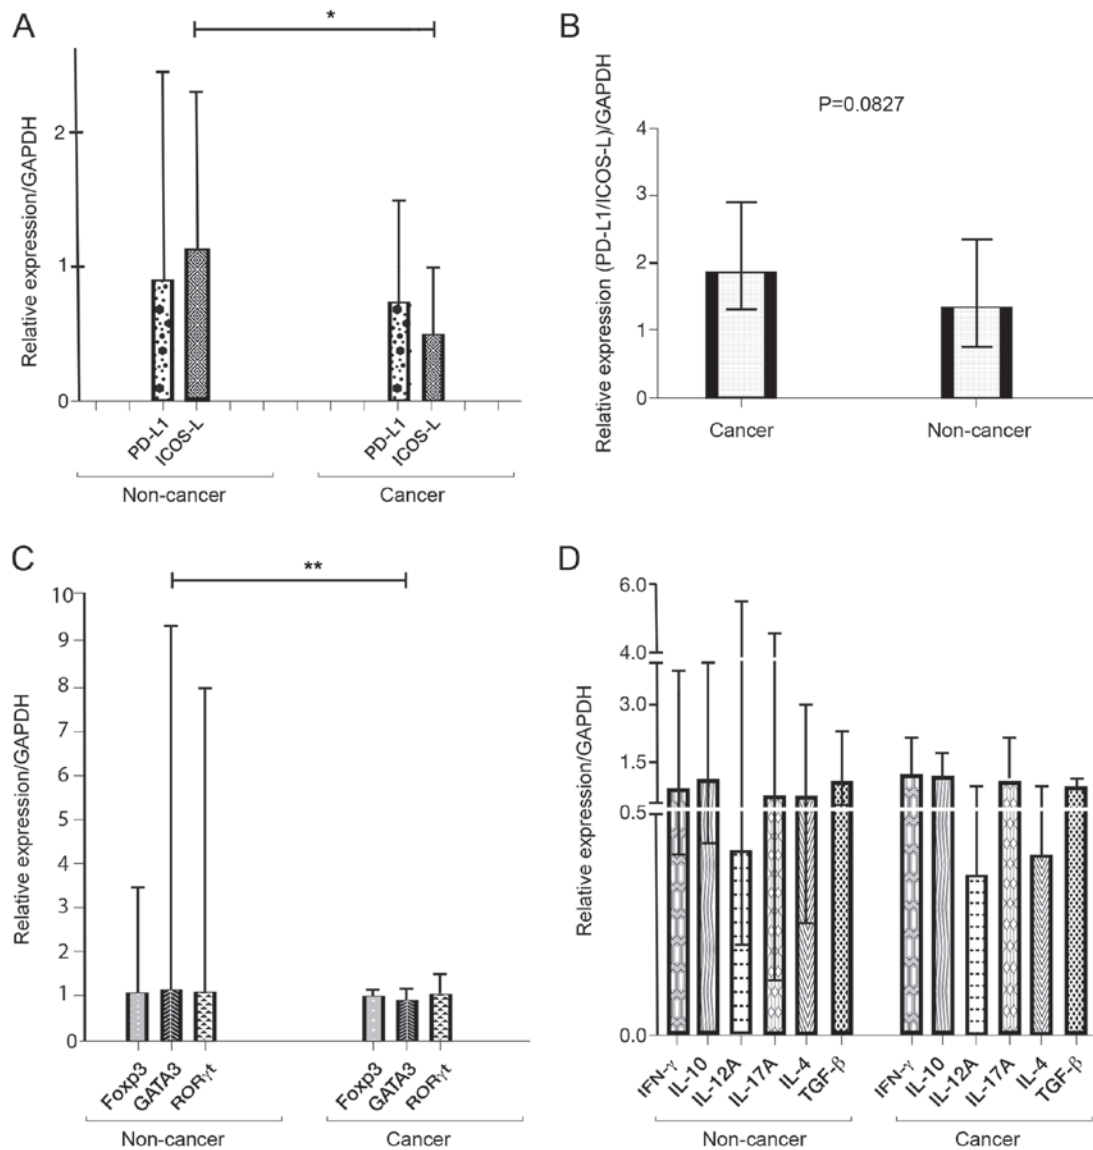 A
*
Relative expression/GAPDH
2
1
0
PD-L1
ICOS-L
PD-L1
ICOS-L
Non-cancer
Cancer
B
P=0.0827
Relative expression (PD-L1/ICOS-L)/GAPDH
4
3
2
1
0
Cancer
Non-cancer
C
**
Relative expression/GAPDH
10
9
8
7
6
5
4
3
2
1
0
Foxp3
GATA3
RORγt
Foxp3
GATA3
RORγt
Non-cancer
Cancer
D
Relative expression/GAPDH
6.0
4.0
3.0
1.5
0.5
0.0
IFN-γ
IL-10
IL-12A
IL-17A
IL-4
TGF-β
IFN-γ
IL-10
IL-12A
IL-17A
IL-4
TGF-β
Non-cancer
Cancer